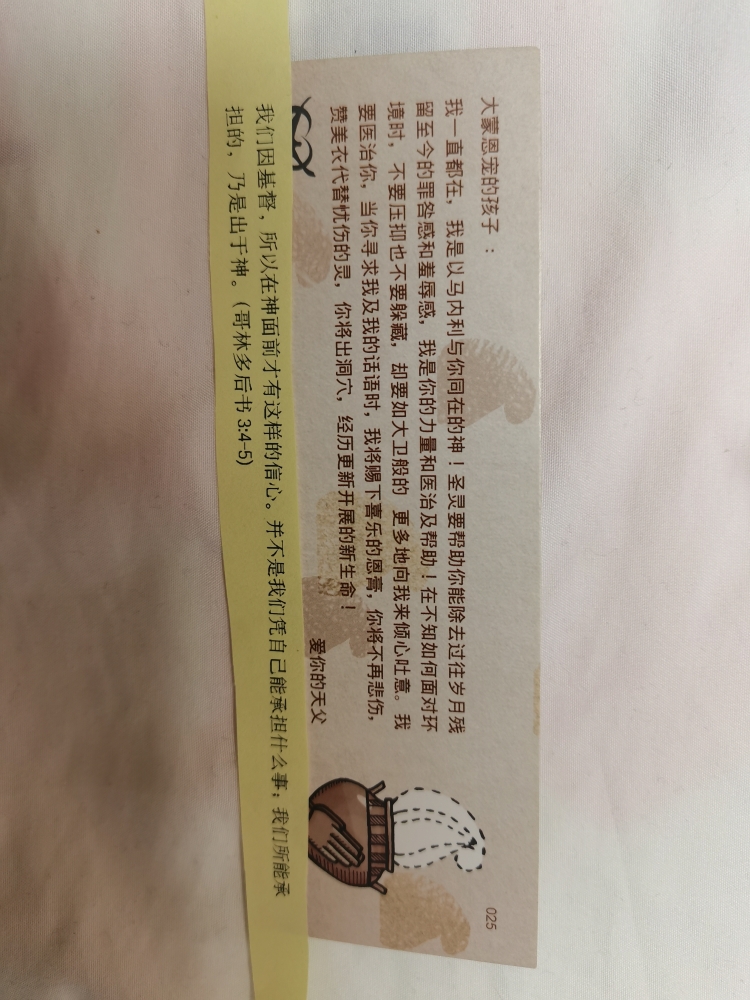 大蒙恩宠的孩子：
我一直都在，我是以马内利与你同在的神！圣灵要帮助你能除去过往岁月残
留至今的罪咎感和羞辱感，我是你的力量和医治及帮助！在不知如何面对环
境时，不要压抑也不要躲藏，却要如大卫般的 更多地向我来倾心吐意。我
要医治你，当你寻求我及我的话语时，我将赐下喜乐的恩膏，你将不再悲伤，
赞美衣代替忧伤的灵，你将出洞穴，经历更新开展的新生命！
爱你的天父
025
我们因基督，所以在神面前才有这样的信心。并不是我们凭自己能承担什么事；我们所能承
担的，乃是出于神。(哥林多后书 3:4-5)